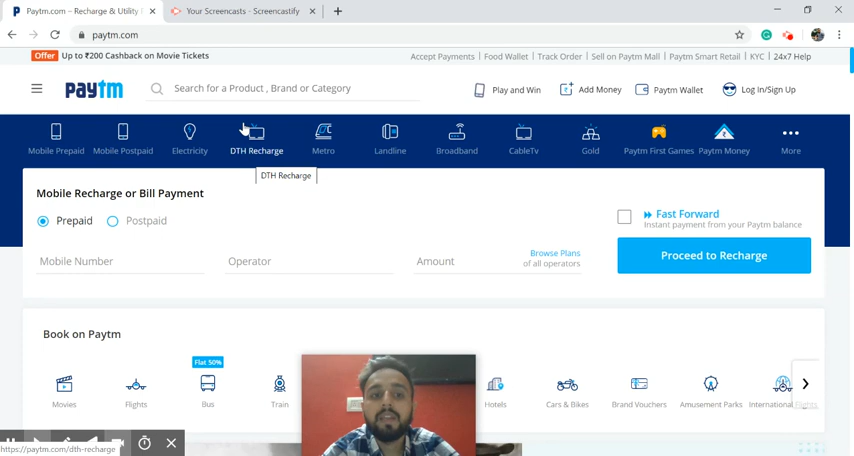 Paytm.com – Recharge & Utility
Your Screencasts - Screencastify
paytm.com
Offer Up to ₹200 Cashback on Movie Tickets
Accept Payments | Food Wallet | Track Order | Sell on Paytm Mall | Paytm Smart Retail | KYC | 24x7 Help
paytm
Search for a Product , Brand or Category
Play and Win
Add Money
Paytm Wallet
Log In/Sign Up
Mobile Prepaid
Mobile Postpaid
Electricity
DTH Recharge
Metro
Landline
Broadband
CableTv
Gold
Paytm First Games
Paytm Money
More
DTH Recharge
Mobile Recharge or Bill Payment
Prepaid
Postpaid
Fast Forward
Instant payment from your Paytm balance
Mobile Number
Operator
Amount
Browse Plans
of all operators
Proceed to Recharge
Book on Paytm
Flat 50%
Movies
Flights
Bus
Train
Hotels
Cars & Bikes
Brand Vouchers
Amusement Parks
International Flights
https://paytm.com/dth-recharge